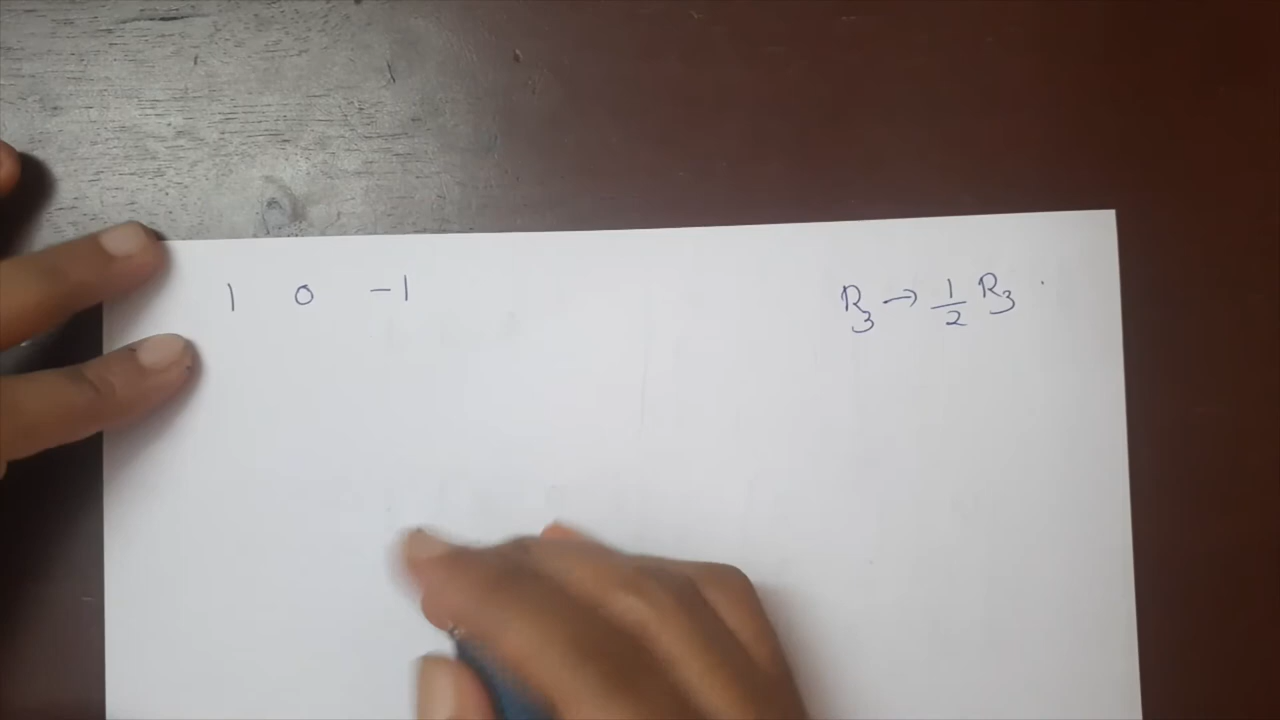 1 0 -1 R₃ → 1/2 R₃